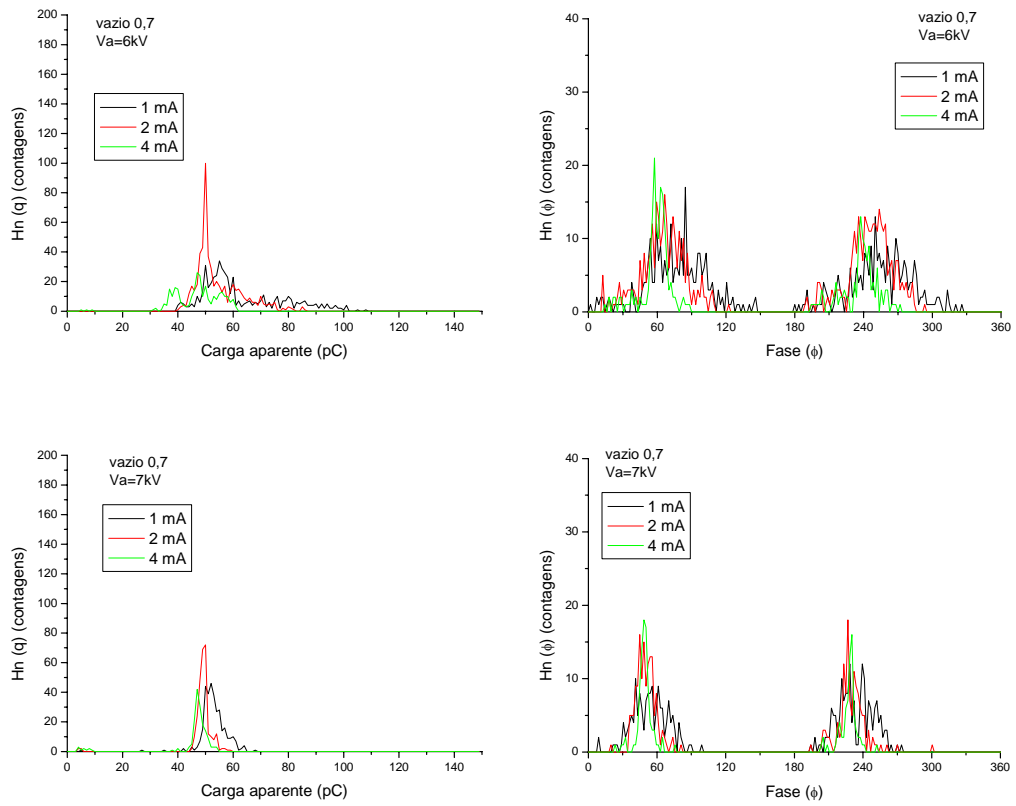 vazio 0,7
Va=6kV
1 mA
2 mA
4 mA
Hn (q) (contagens)
0
20
40
60
80
100
120
140
160
180
200
0 20 40 60 80 100 120 140
Carga aparente (pC)
vazio 0,7
Va=6kV
1 mA
2 mA
4 mA
Hn (ϕ) (contagens)
0
10
20
30
40
0 60 120 180 240 300 360
Fase (ϕ)
vazio 0,7
Va=7kV
1 mA
2 mA
4 mA
Hn (q) (contagens)
0
20
40
60
80
100
120
140
160
180
200
0 20 40 60 80 100 120 140
Carga aparente (pC)
vazio 0,7
Va=7kV
1 mA
2 mA
4 mA
Hn (ϕ) (contagens)
0
10
20
30
40
0 60 120 180 240 300 360
Fase (ϕ)